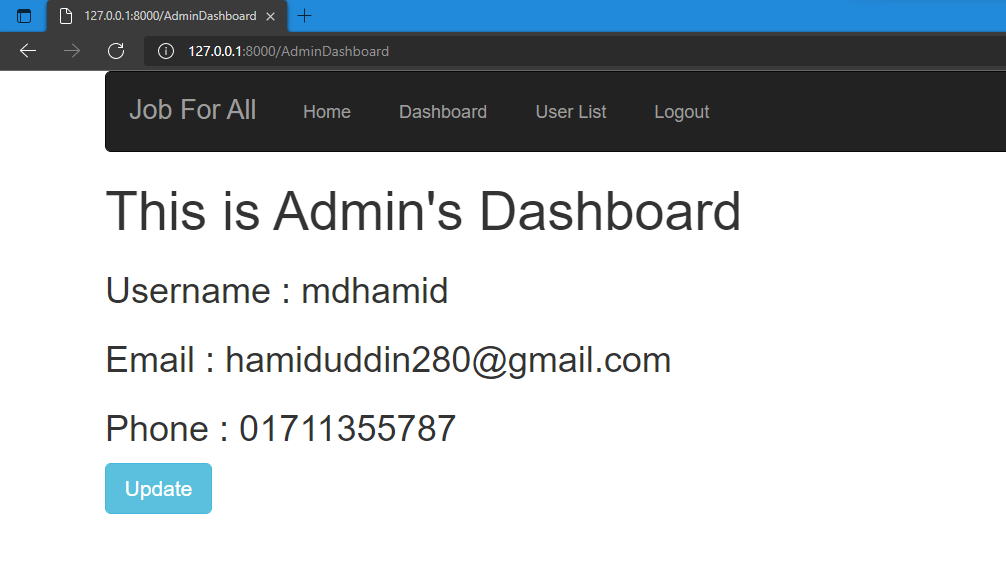 127.0.0.1:8000/AdminDashboard
127.0.0.1:8000/AdminDashboard
Job For All Home Dashboard User List Logout
This is Admin's Dashboard
Username : mdhamid
Email : hamiduddin280@gmail.com
Phone : 01711355787
Update